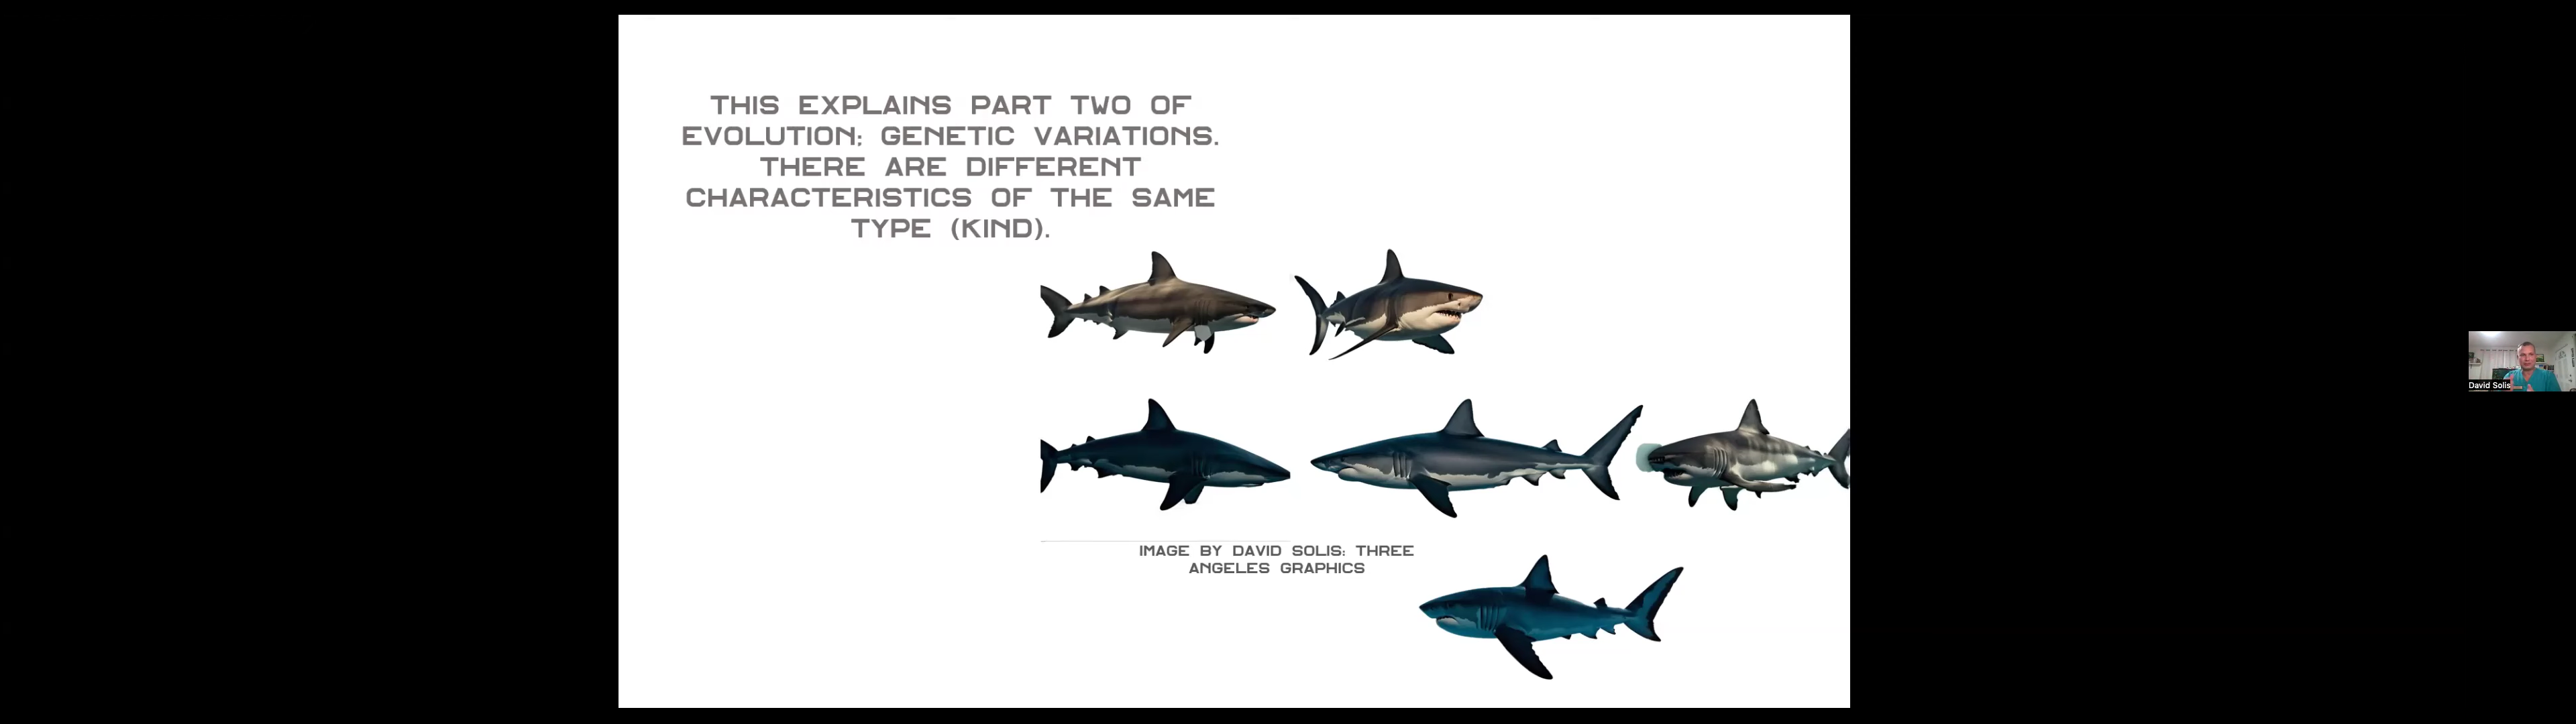 THIS EXPLAINS PART TWO OF
EVOLUTION; GENETIC VARIATIONS.
THERE ARE DIFFERENT
CHARACTERISTICS OF THE SAME
TYPE (KIND).
David Solis
IMAGE BY DAVID SOLIS: THREE
ANGELES GRAPHICS